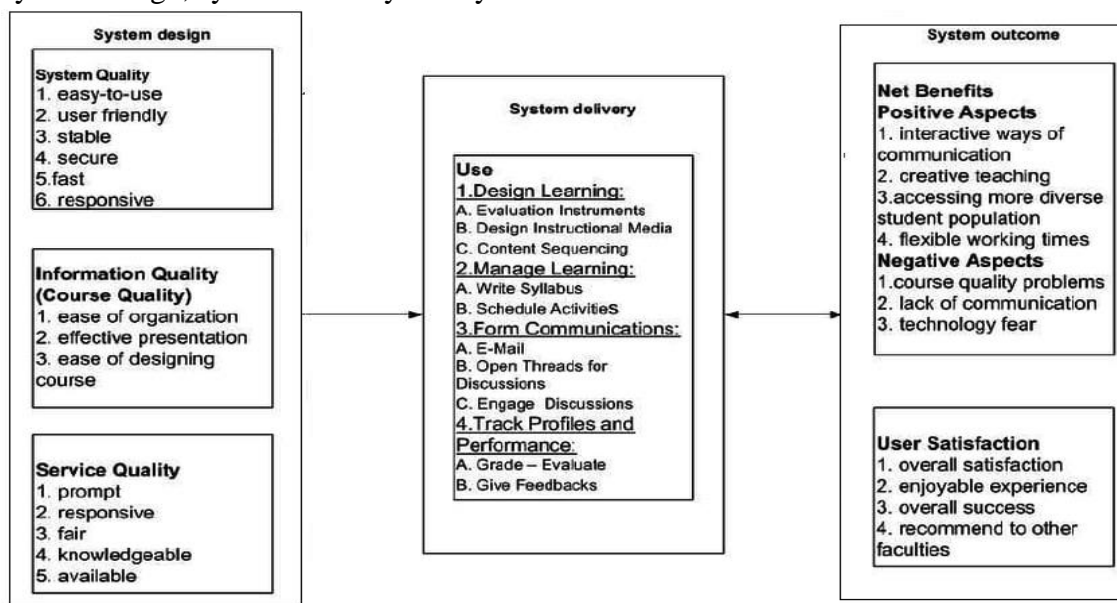 System design
System Quality
1. easy-to-use
2. user friendly
3. stable
4. secure
5.fast
6. responsive
Information Quality
(Course Quality)
1. ease of organization
2. effective presentation
3. ease of designing
course
Service Quality
1. prompt
2. responsive
3. fair
4. knowledgeable
5. available
System delivery
Use
1.Design Learning:
A. Evaluation Instruments
B. Design Instructional Media
C. Content Sequencing
2.Manage Learning:
A. Write Syllabus
B. Schedule ActivitieS
3.Form Communications:
A. E-Mail
B. Open Threads for
Discussions
C. Engage Discussions
4.Track Profiles and
Performance:
A. Grade – Evaluate
B. Give Feedbacks
System outcome
Net Benefits
Positive Aspects
1. interactive ways of
communication
2. creative teaching
3.accessing more diverse
student population
4. flexible working times
Negative Aspects
1.course quality problems
2. lack of communication
3. technology fear
User Satisfaction
1. overall satisfaction
2. enjoyable experience
3. overall success
4. recommend to other
faculties